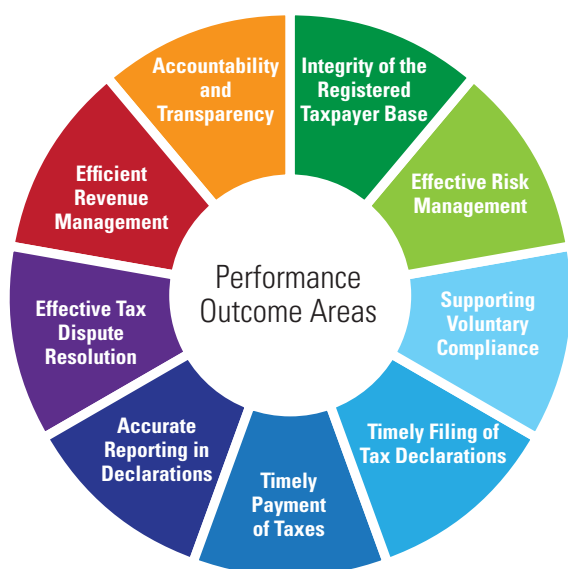 Performance
Outcome Areas
Integrity of the
Registered
Taxpayer Base
Effective Risk
Management
Supporting
Voluntary
Compliance
Timely Filing of
Tax Declarations
Timely
Payment
of Taxes
Accurate
Reporting in
Declarations
Effective Tax
Dispute
Resolution
Efficient
Revenue
Management
Accountability
and
Transparency